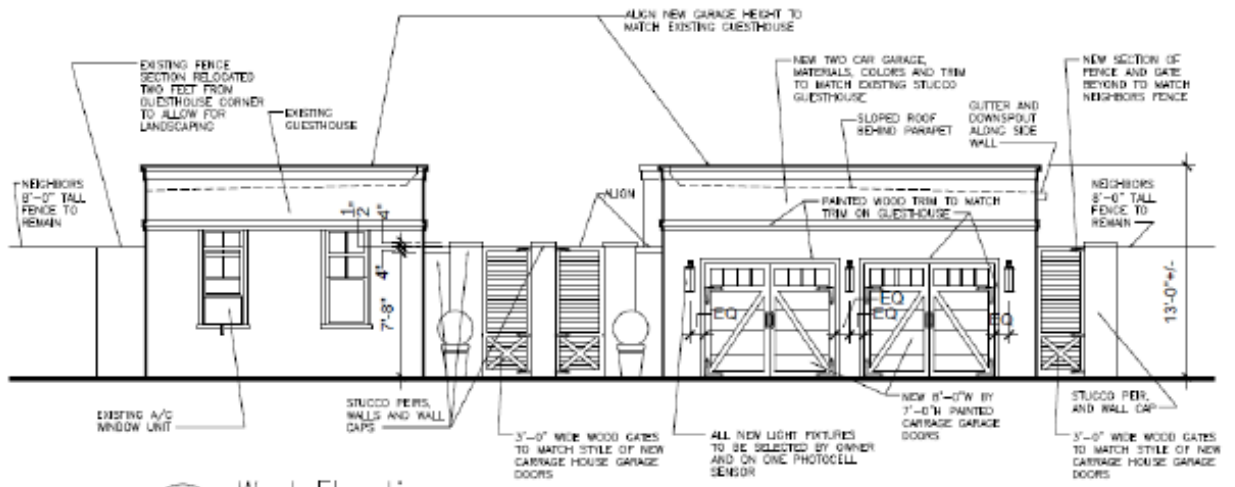 ALIGN NEW GARAGE HEIGHT TO
MATCH EXISTING GUESTHOUSE
EXISTING FENCE
SECTION RELOCATED
TWO FEET FROM
GUESTHOUSE CORNER
TO ALLOW FOR
LANDSCAPING
EXISTING
GUESTHOUSE
NEW TWO CAR GARAGE,
MATERIALS, COLORS AND TRIM
TO MATCH EXISTING STUCCO
GUESTHOUSE
SLOPED ROOF
BEHIND PARAPET
GUTTER AND
DOWNSPOUT
ALONG SIDE
WALL
NEW SECTION OF
FENCE AND GATE
BEYOND TO MATCH
NEIGHBORS FENCE
NEIGHBORS
8'-0" TALL
FENCE TO
REMAIN
1"
2
4"
4"
7'-8"
ALIGN
PAINTED WOOD TRIM TO MATCH
TRIM ON GUESTHOUSE
NEIGHBORS
8'-0" TALL
FENCE TO
REMAIN
13'-0"+/-
EQ
EQ
EQ
EQ
EXISTING A/C
WINDOW UNIT
STUCCO PEIRS,
WALLS AND WALL
CAPS
3'-0" WIDE WOOD GATES
TO MATCH STYLE OF NEW
CARRAGE HOUSE GARAGE
DOORS
ALL NEW LIGHT FIXTURES
TO BE SELECTED BY OWNER
AND ON ONE PHOTOCELL
SENSOR
NEW 8'-0"W BY
7'-0"H PAINTED
CARRAGE GARAGE
DOORS
STUCCO PEIR,
AND WALL CAP
3'-0" WIDE WOOD GATES
TO MATCH STYLE OF NEW
CARRAGE HOUSE GARAGE
DOORS